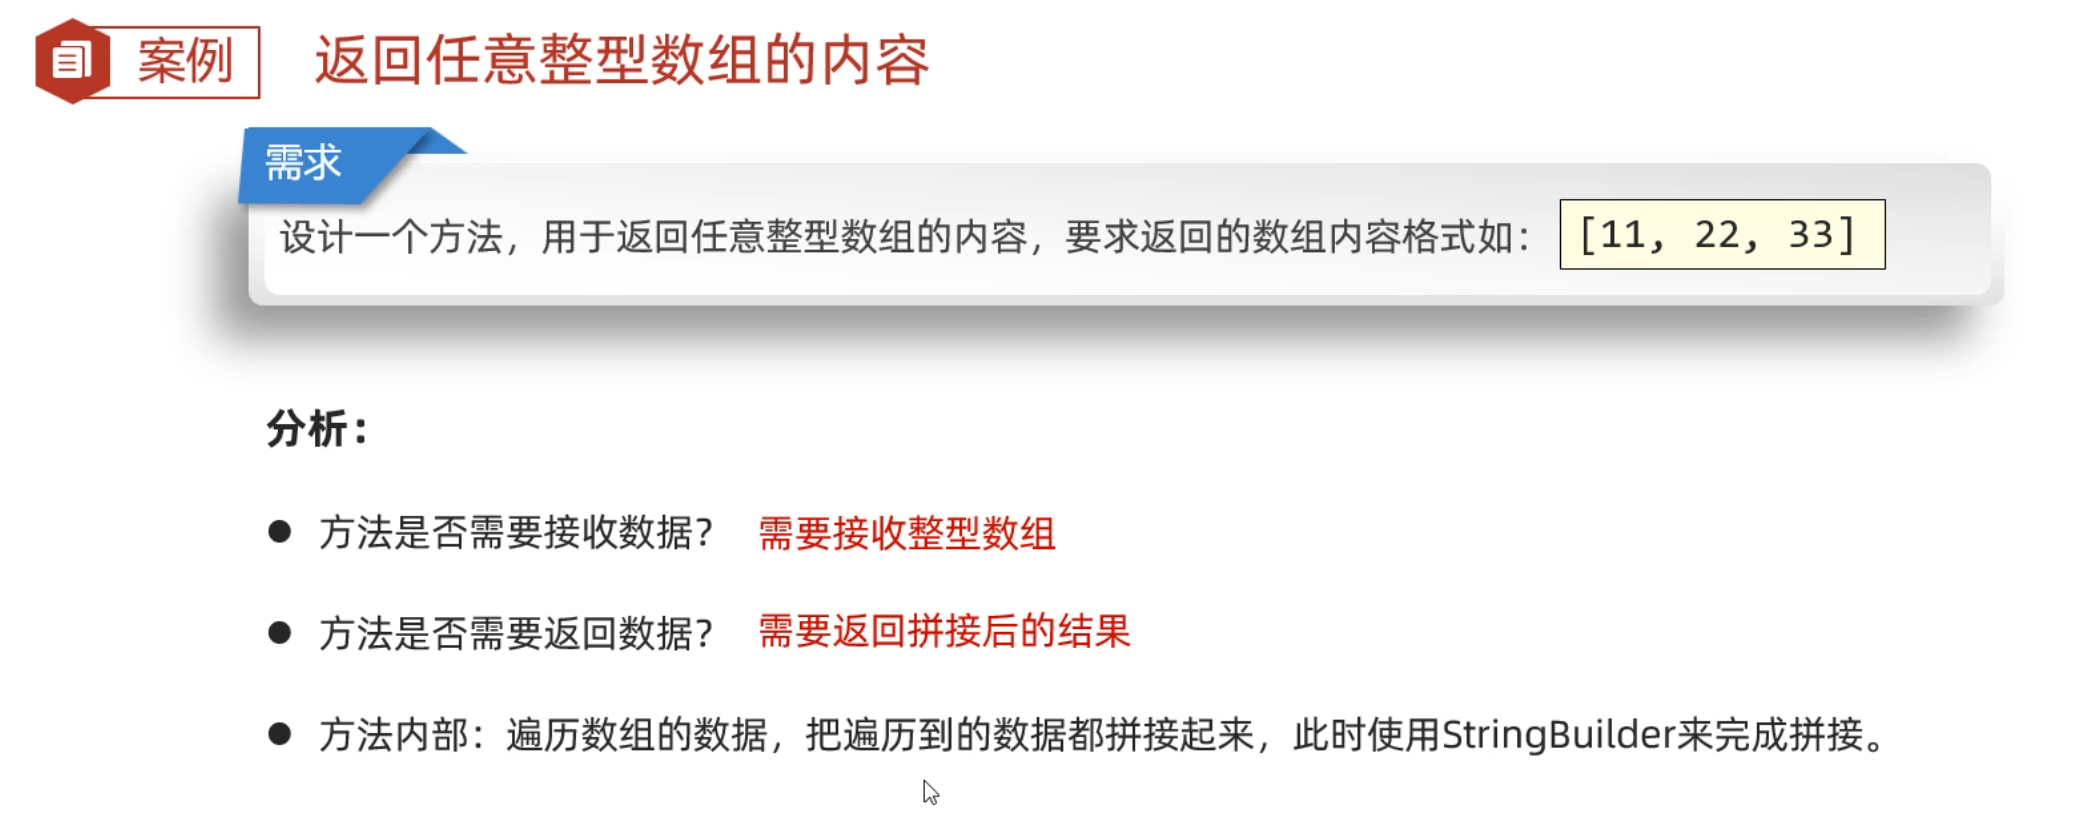 案例 返回任意整型数组的内容
需求
设计一个方法，用于返回任意整型数组的内容，要求返回的数组内容格式如： [11, 22, 33]
分析：
● 方法是否需要接收数据？ 需要接收整型数组
● 方法是否需要返回数据？ 需要返回拼接后的结果
● 方法内部：遍历数组的数据，把遍历到的数据都拼接起来，此时使用StringBuilder来完成拼接。